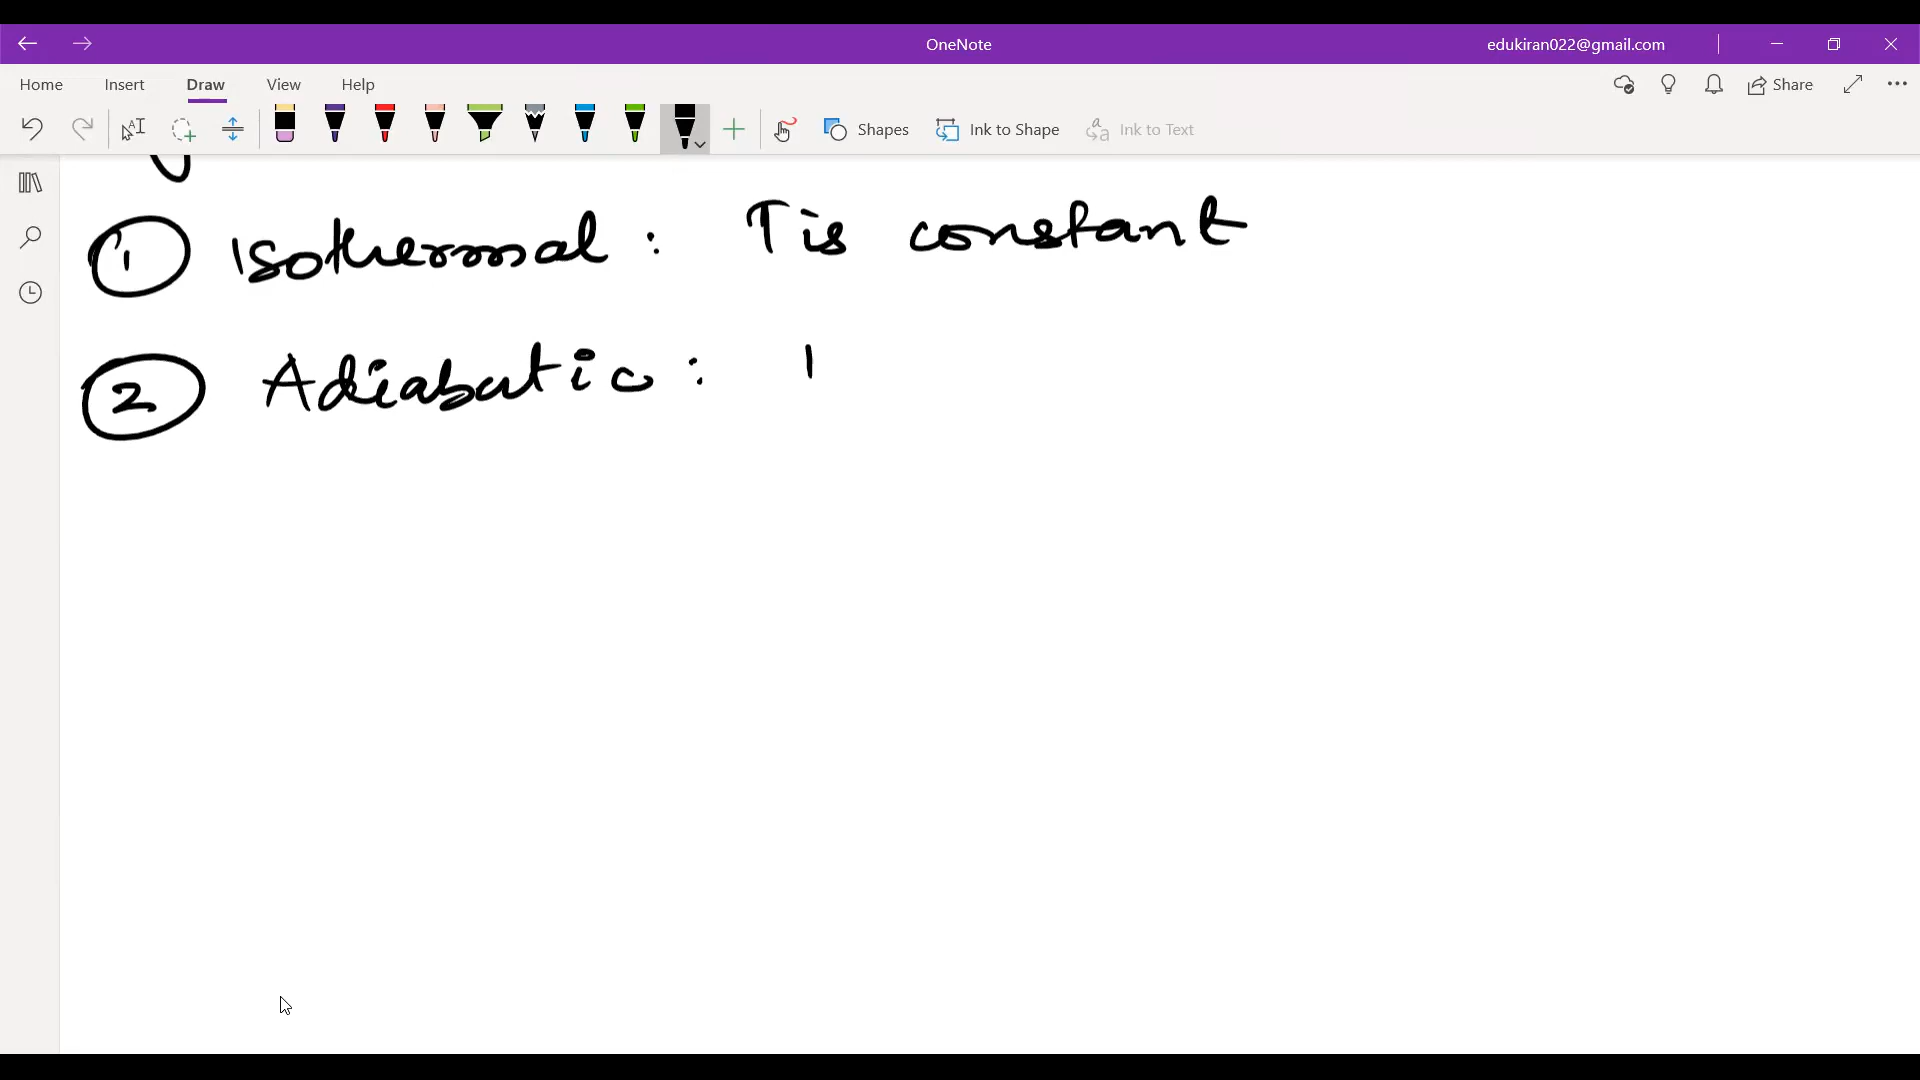 OneNote
edukiran022@gmail.com
Home Insert Draw View Help
Share
Shapes Ink to Shape Ink to Text
1 Isothermal : T is constant
2 Adiabatic :